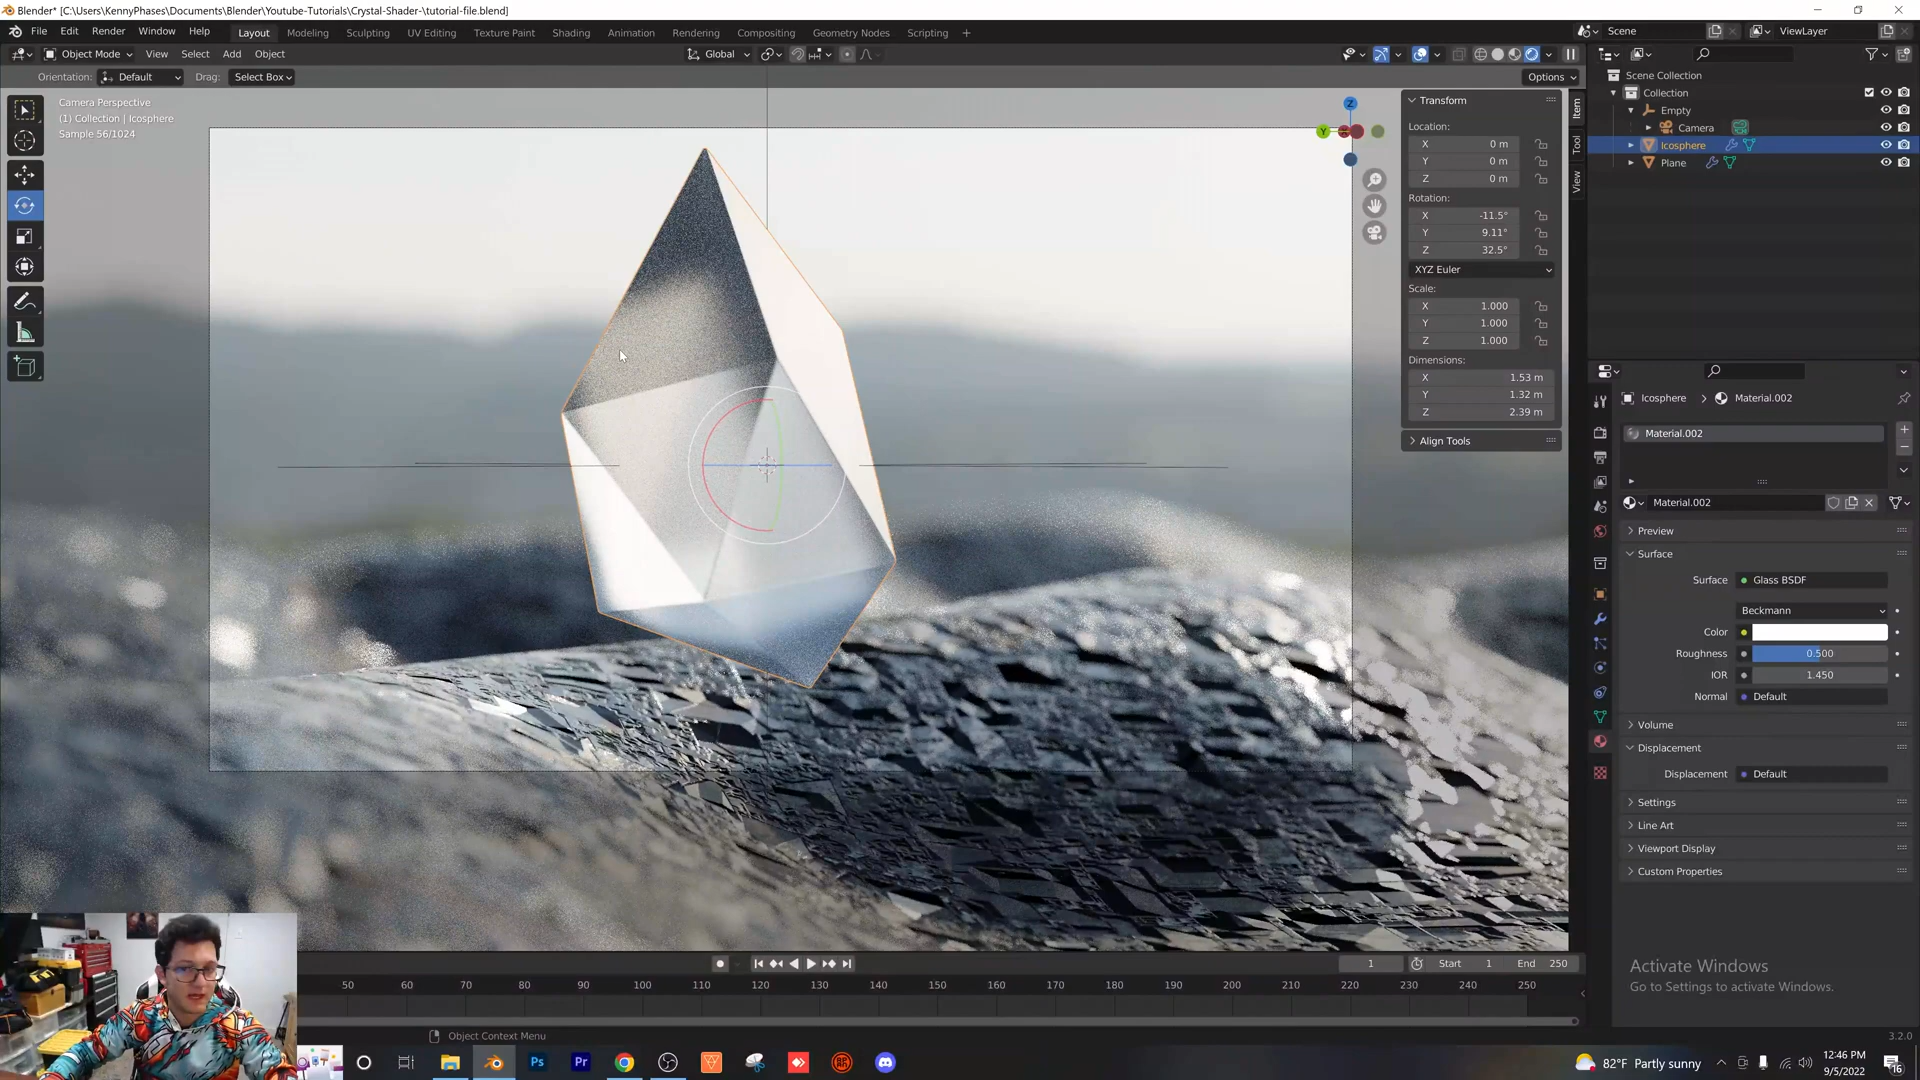 Blender* [C:\Users\KennyPhases\Documents\Blender\Youtube-Tutorials\Crystal-Shader-\tutorial-file.blend]
File Edit Render Window Help Layout Modeling Sculpting UV Editing Texture Paint Shading Animation Rendering Compositing Geometry Nodes Scripting + Scene ViewLayer
Object Mode View Select Add Object Global
Orientation: Default Drag: Select Box Options
Camera Perspective
(1) Collection | Icosphere
Sample 56/1024
Z
Y
Item
Tool
View
Transform
Location:
X 0 m
Y 0 m
Z 0 m
Rotation:
X -11.5°
Y 9.11°
Z 32.5°
XYZ Euler
Scale:
X 1.000
Y 1.000
Z 1.000
Dimensions:
X 1.53 m
Y 1.32 m
Z 2.39 m
Align Tools
Scene Collection
Collection
Empty
Camera
Icosphere
Plane
Icosphere > Material.002
Material.002
Material.002
Preview
Surface
Surface Glass BSDF
Beckmann
Color
Roughness 0.500
IOR 1.450
Normal Default
Volume
Displacement
Displacement Default
Settings
Line Art
Viewport Display
Custom Properties
Activate Windows
Go to Settings to activate Windows.
1 Start 1 End 250
50 60 70 80 90 100 110 120 130 140 150 160 170 180 190 200 210 220 230 240 250
Object Context Menu
3.2.0
Ps Pr
82°F Partly sunny
12:46 PM
9/5/2022
16